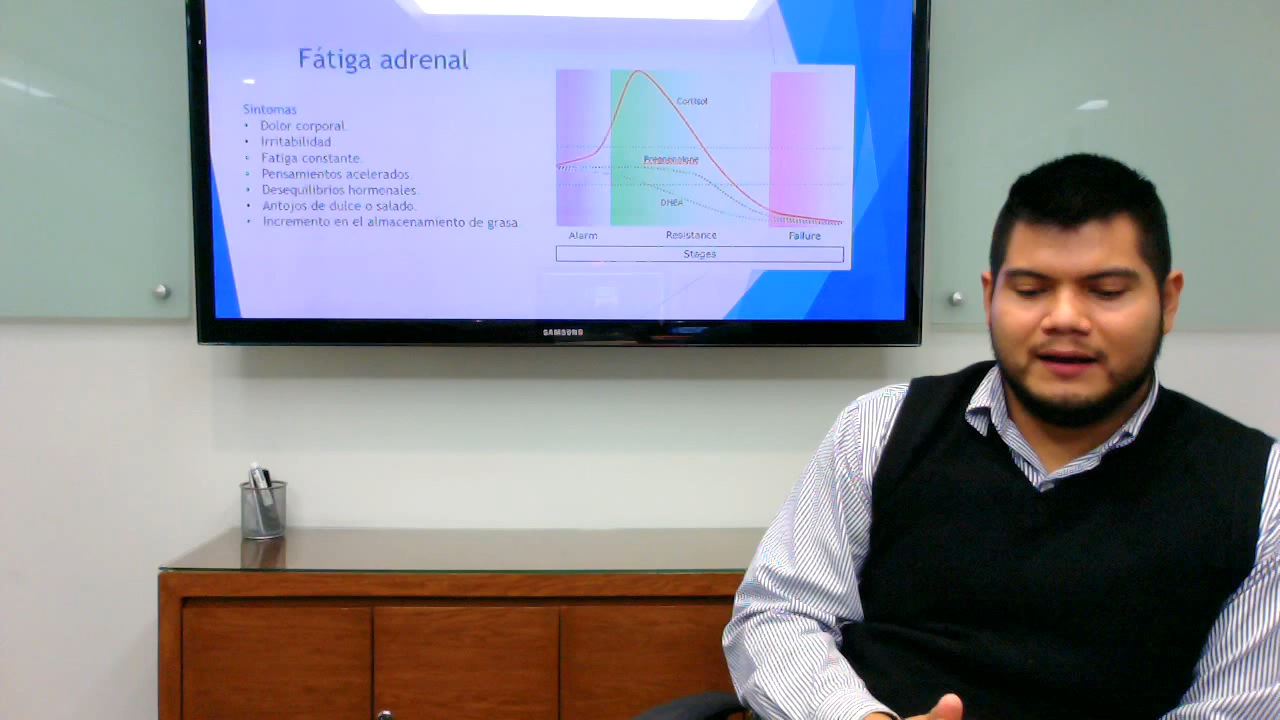 Fátiga adrenal
Síntomas
• Dolor corporal.
• Irritabilidad
• Fatiga constante.
• Pensamientos acelerados.
• Desequilibrios hormonales.
• Antojos de dulce o salado.
• Incremento en el almacenamiento de grasa
Cortisol
Pregnenolone
DHEA
Alarm
Resistance
Failure
Stages
SAMSUNG